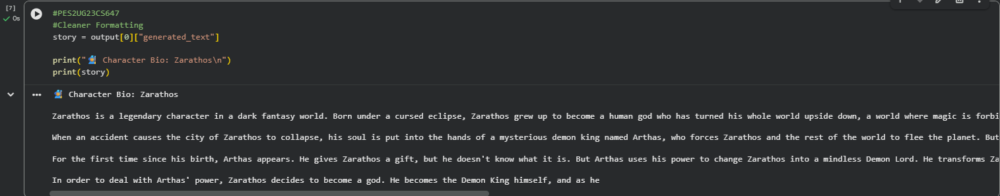 [7]
0s
#PES2UG23CS647
#Cleaner Formatting
story = output[0]["generated_text"]
print("🧙 Character Bio: Zarathos\n")
print(story)
🧙 Character Bio: Zarathos
Zarathos is a legendary character in a dark fantasy world. Born under a cursed eclipse, Zarathos grew up to become a human god who has turned his whole world upside down, a world where magic is forbi
When an accident causes the city of Zarathos to collapse, his soul is put into the hands of a mysterious demon king named Arthas, who forces Zarathos and the rest of the world to flee the planet. But
For the first time since his birth, Arthas appears. He gives Zarathos a gift, but he doesn't know what it is. But Arthas uses his power to change Zarathos into a mindless Demon Lord. He transforms Za
In order to deal with Arthas' power, Zarathos decides to become a god. He becomes the Demon King himself, and as he